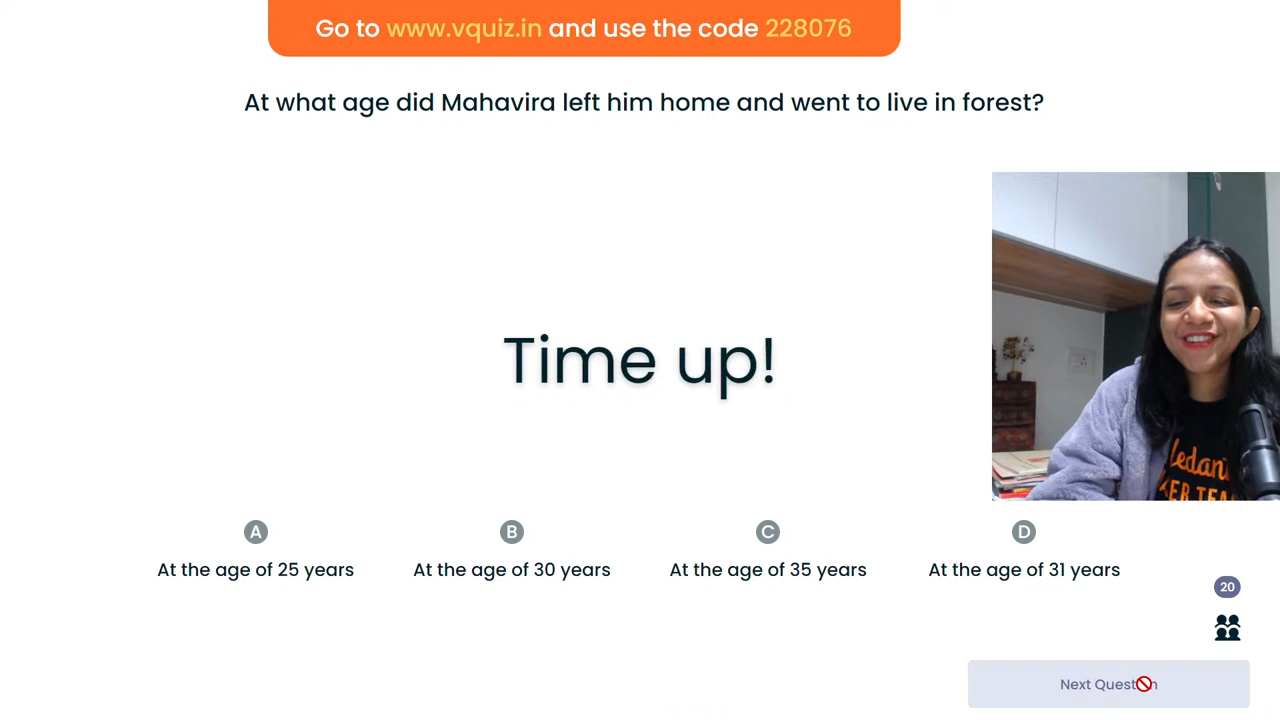 Go to www.vquiz.in and use the code 228076
At what age did Mahavira left him home and went to live in forest?
Time up!
A
At the age of 25 years
B
At the age of 30 years
C
At the age of 35 years
D
At the age of 31 years
20